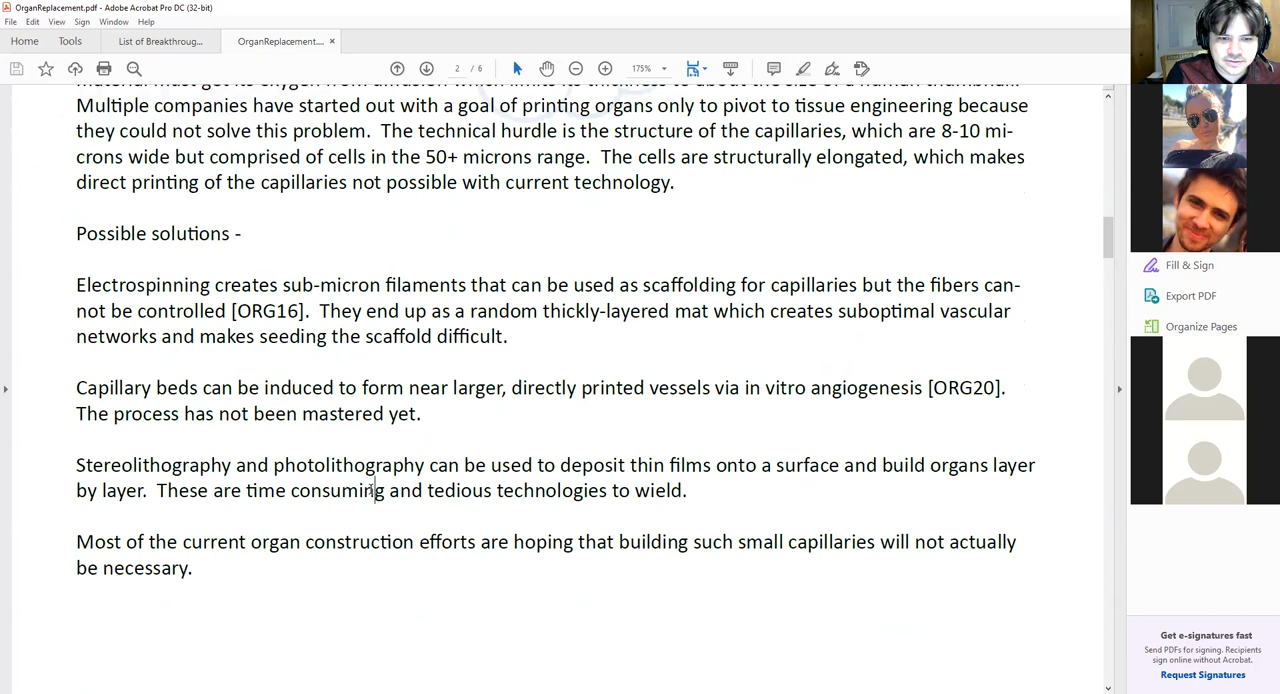 OrganReplacement.pdf - Adobe Acrobat Pro DC (32-bit)
File Edit View Sign Window Help
Home Tools List of Breakthroug... OrganReplacement.... ×
2 / 6 175%
Multiple companies have started out with a goal of printing organs only to pivot to tissue engineering because
they could not solve this problem. The technical hurdle is the structure of the capillaries, which are 8-10 mi-
crons wide but comprised of cells in the 50+ microns range. The cells are structurally elongated, which makes
direct printing of the capillaries not possible with current technology.
Possible solutions -
Electrospinning creates sub-micron filaments that can be used as scaffolding for capillaries but the fibers can-
not be controlled [ORG16]. They end up as a random thickly-layered mat which creates suboptimal vascular
networks and makes seeding the scaffold difficult.
Capillary beds can be induced to form near larger, directly printed vessels via in vitro angiogenesis [ORG20].
The process has not been mastered yet.
Stereolithography and photolithography can be used to deposit thin films onto a surface and build organs layer
by layer. These are time consuming and tedious technologies to wield.
Most of the current organ construction efforts are hoping that building such small capillaries will not actually
be necessary.
Fill & Sign
Export PDF
Organize Pages
Get e-signatures fast
Send PDFs for signing. Recipients
sign online without Acrobat.
Request Signatures